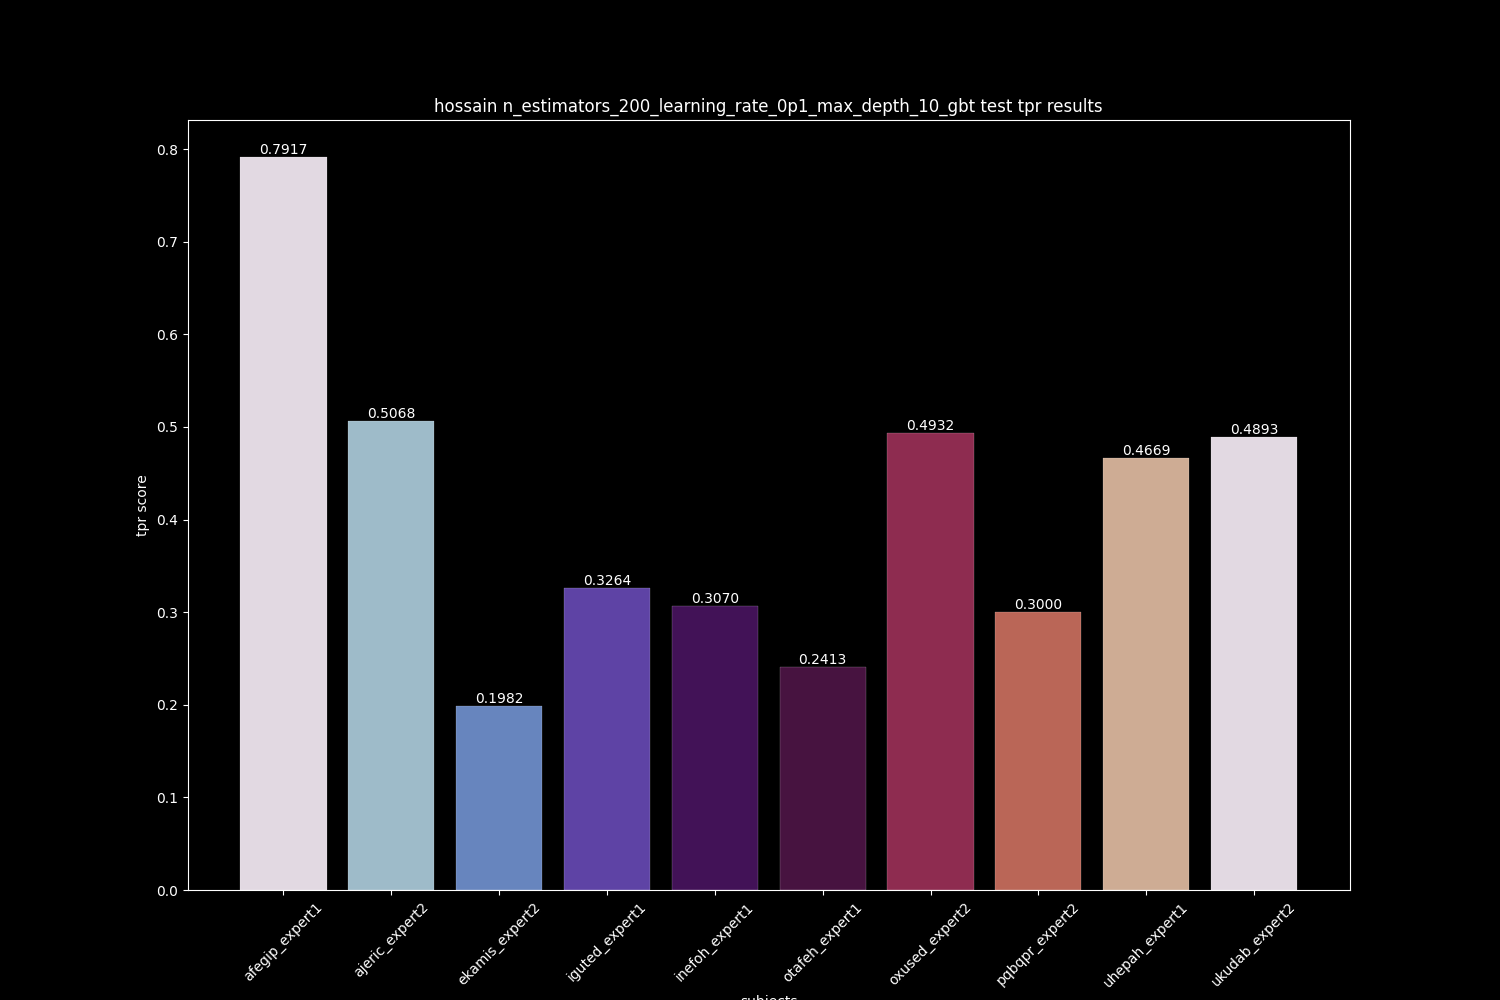 hossain n_estimators_200_learning_rate_0p1_max_depth_10_gbt test tpr results
0.8
0.7
0.6
0.5
0.4
0.3
0.2
0.1
0.0
tpr score
0.7917
0.5068
0.1982
0.3264
0.3070
0.2413
0.4932
0.3000
0.4669
0.4893
afegip_expert1
ajeric_expert2
ekamis_expert2
iguted_expert1
inefoh_expert1
otafeh_expert1
oxused_expert2
pqbqpr_expert2
uhepah_expert1
ukudab_expert2
subjects